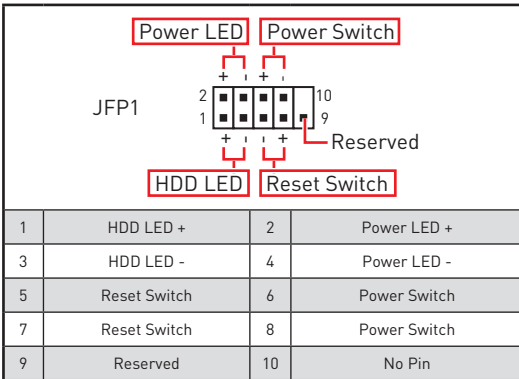 Power LED Power Switch
+ - + -
JFP1
2 10
1 9
+ - - +
Reserved
HDD LED Reset Switch
1 HDD LED + 2 Power LED +
3 HDD LED - 4 Power LED -
5 Reset Switch 6 Power Switch
7 Reset Switch 8 Power Switch
9 Reserved 10 No Pin